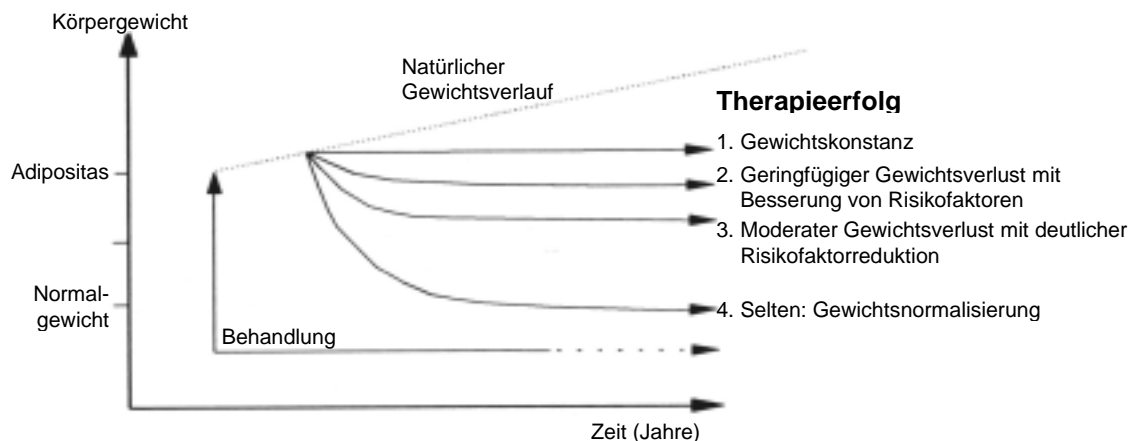 Körpergewicht
Natürlicher
Gewichtsverlauf
Therapieerfolg
1. Gewichtskonstanz
Adipositas
2. Geringfügiger Gewichtsverlust mit
Besserung von Risikofaktoren
3. Moderater Gewichtsverlust mit deutlicher
Risikofaktorreduktion
Normal-
gewicht
4. Selten: Gewichtsnormalisierung
Behandlung
Zeit (Jahre)